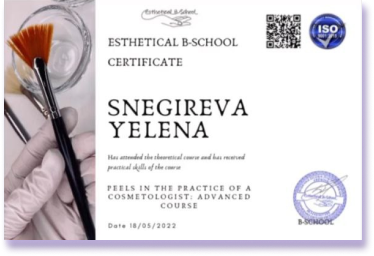 Esthetical B-School
ESTHETICAL B-SCHOOL
CERTIFICATE
ISO
SNEGIREVA
YELENA
Has attended the theoretical course and has received
practical skills of the course
PEELS IN THE PRACTICE OF A
COSMETOLOGIST: ADVANCED
COURSE
B-SCHOOL
Date 18/05/2022